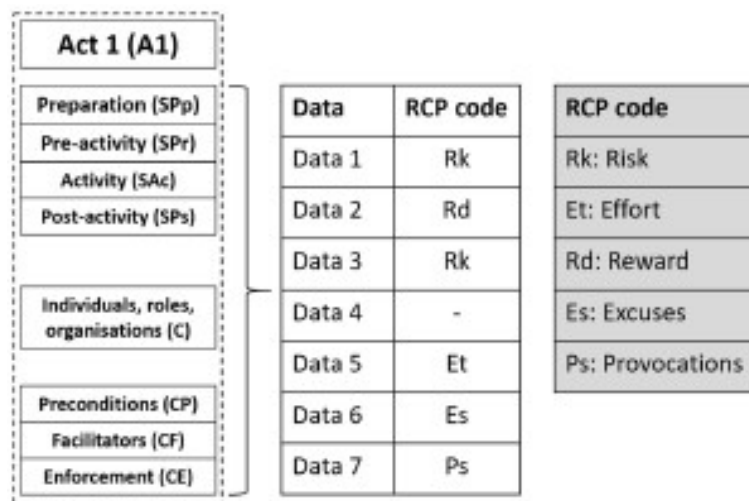 Act 1 (A1)
Preparation (SPp)
Pre-activity (SPr)
Activity (SAc)
Post-activity (SPs)
Individuals, roles,
organisations (C)
Preconditions (CP)
Facilitators (CF)
Enforcement (CE)
Data RCP code
Data 1 Rk
Data 2 Rd
Data 3 Rk
Data 4 -
Data 5 Et
Data 6 Es
Data 7 Ps
RCP code
Rk: Risk
Et: Effort
Rd: Reward
Es: Excuses
Ps: Provocations